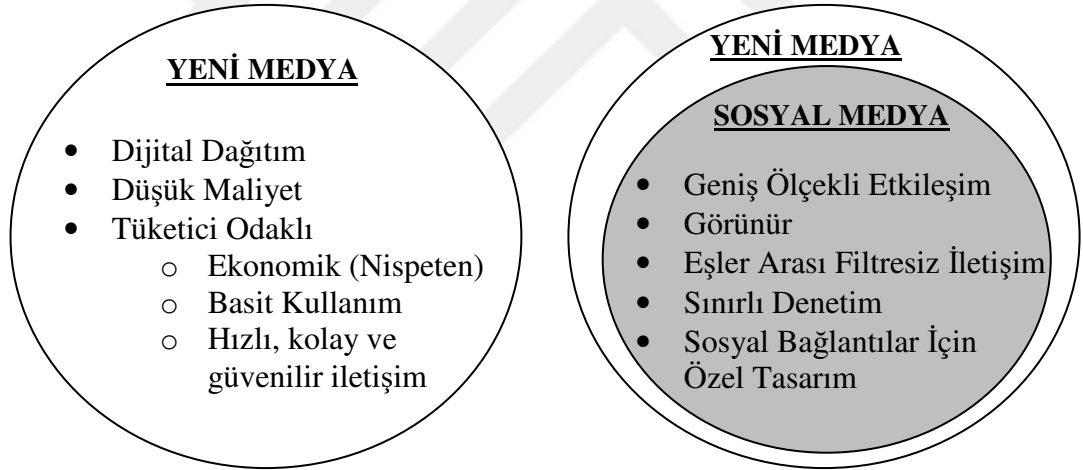 YENİ MEDYA
• Dijital Dağıtım
• Düşük Maliyet
• Tüketici Odaklı
o Ekonomik (Nispeten)
o Basit Kullanım
o Hızlı, kolay ve
güvenilir iletişim
YENİ MEDYA
SOSYAL MEDYA
• Geniş Ölçekli Etkileşim
• Görünür
• Eşler Arası Filtresiz İletişim
• Sınırlı Denetim
• Sosyal Bağlantılar İçin
Özel Tasarım